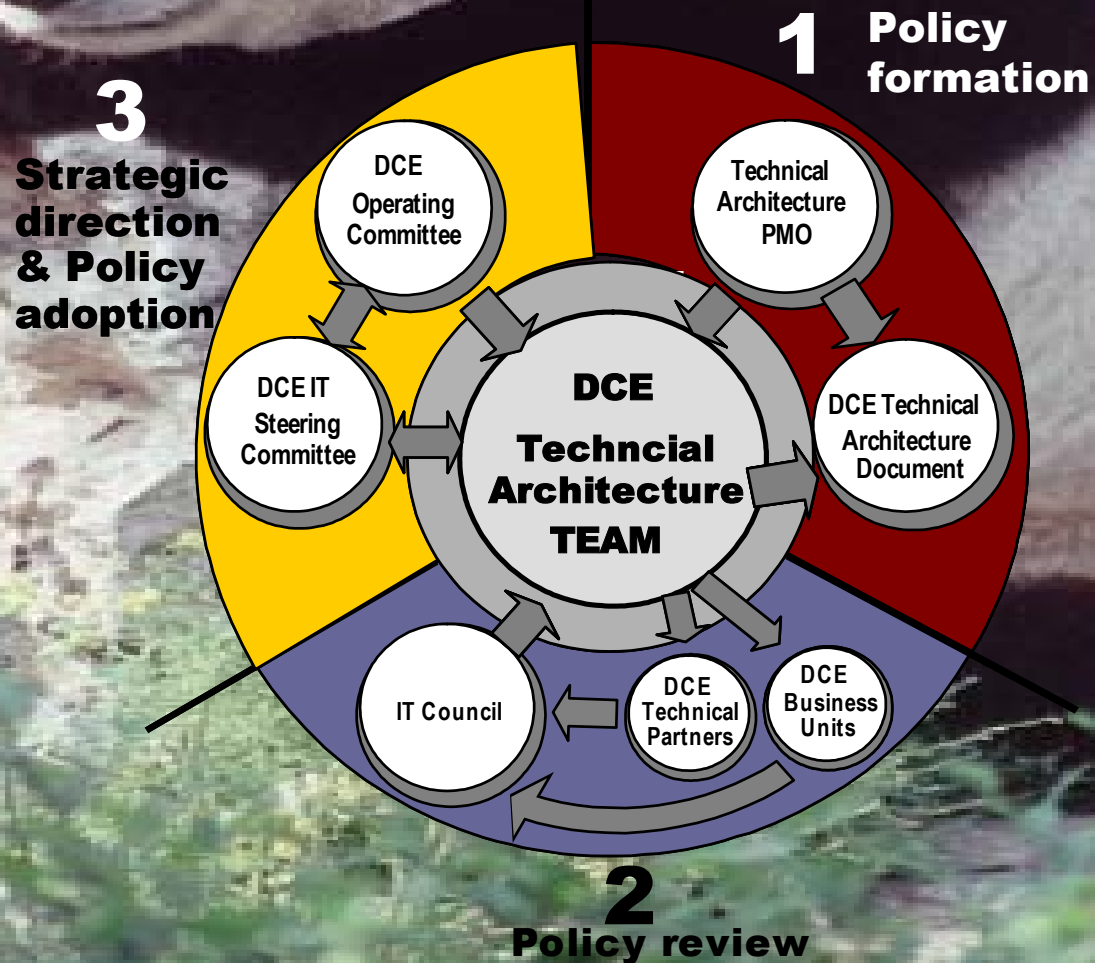 1
Policy
formation
3
Strategic
direction
& Policy
adoption
DCE
Operating
Committee
Technical
Architecture
PMO
DCE IT
Steering
Committee
DCE
Techncial
Architecture
TEAM
DCE Technical
Architecture
Document
IT Council
DCE
Technical
Partners
DCE
Business
Units
2
Policy review